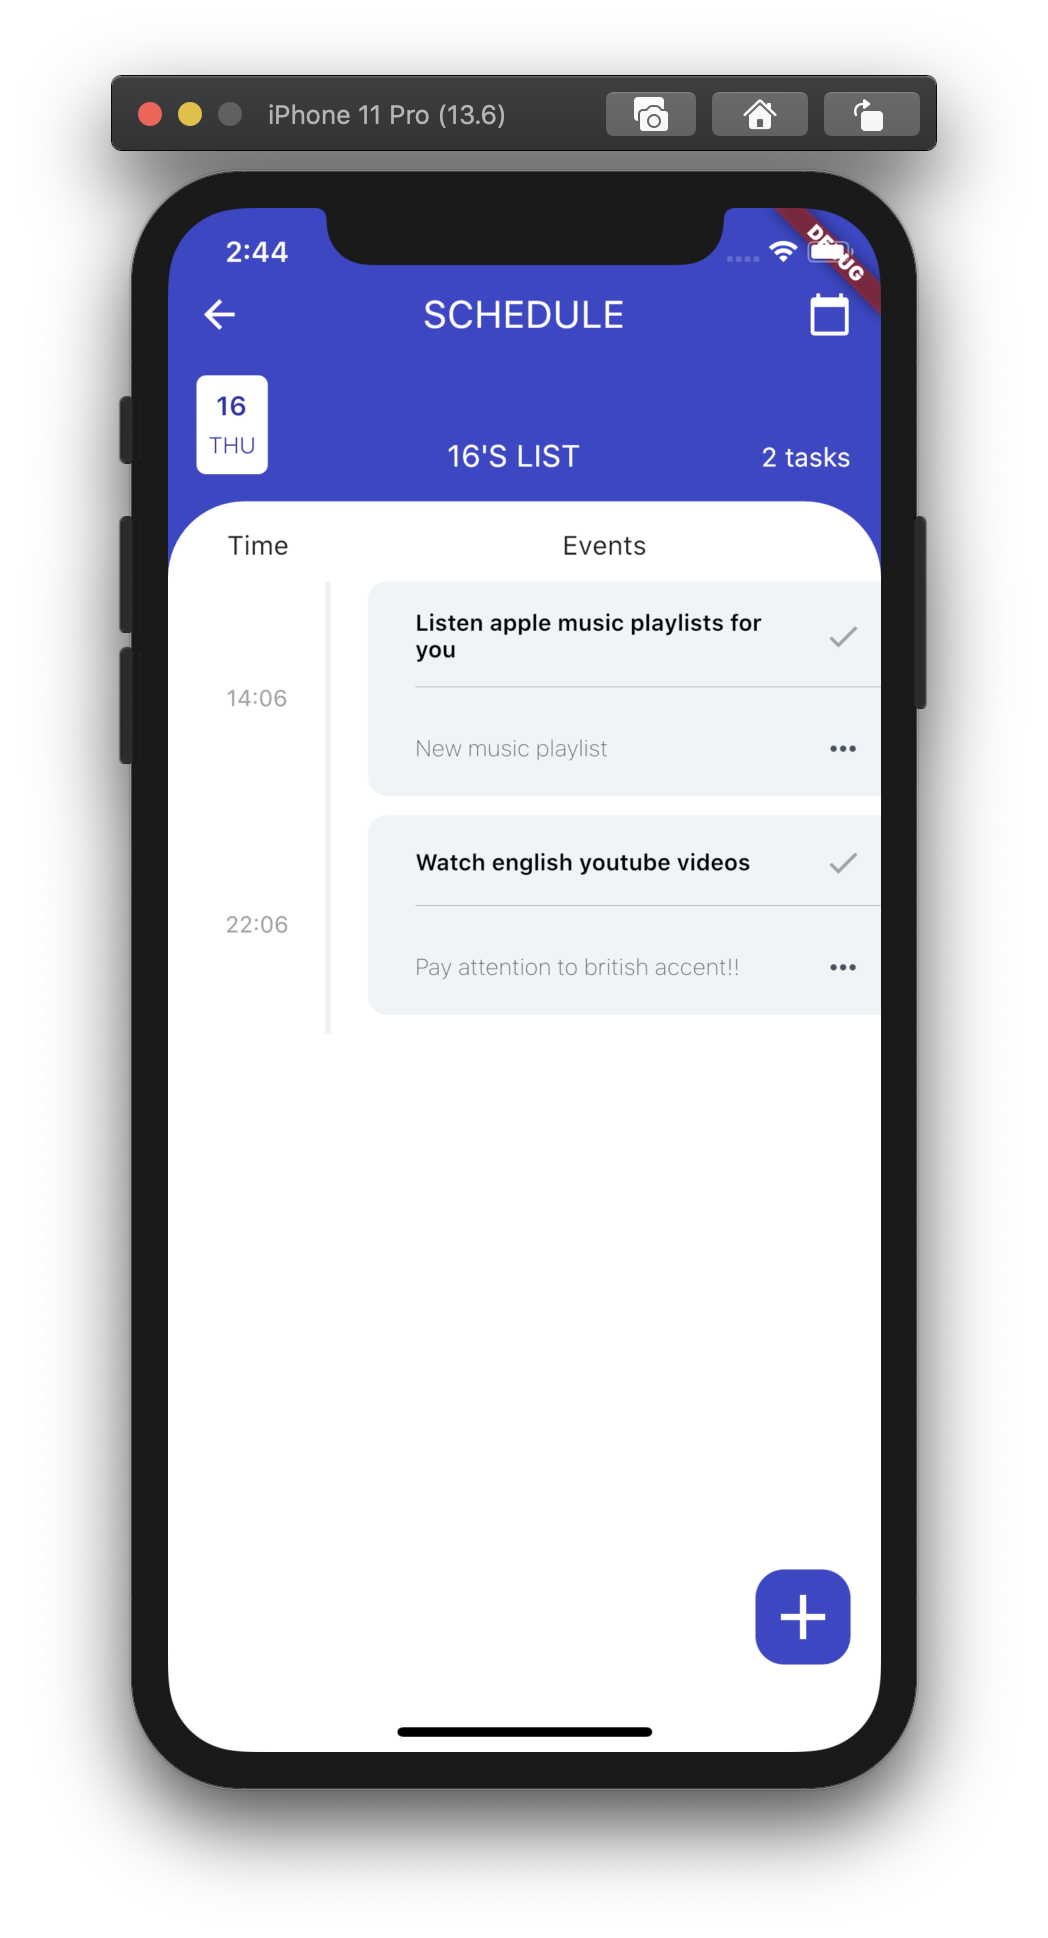 iPhone 11 Pro (13.6)
2:44
DEBUG
SCHEDULE
16
THU
16'S LIST
2 tasks
Time
Events
Listen apple music playlists for
you
14:06
New music playlist
Watch english youtube videos
22:06
Pay attention to british accent!!